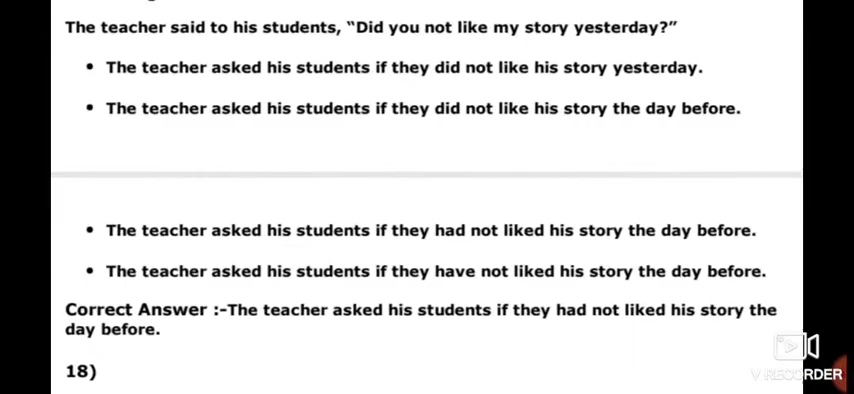 The teacher said to his students, “Did you not like my story yesterday?”
• The teacher asked his students if they did not like his story yesterday.
• The teacher asked his students if they did not like his story the day before.
• The teacher asked his students if they had not liked his story the day before.
• The teacher asked his students if they have not liked his story the day before.
Correct Answer :-The teacher asked his students if they had not liked his story the
day before.
18)
V RECORDER